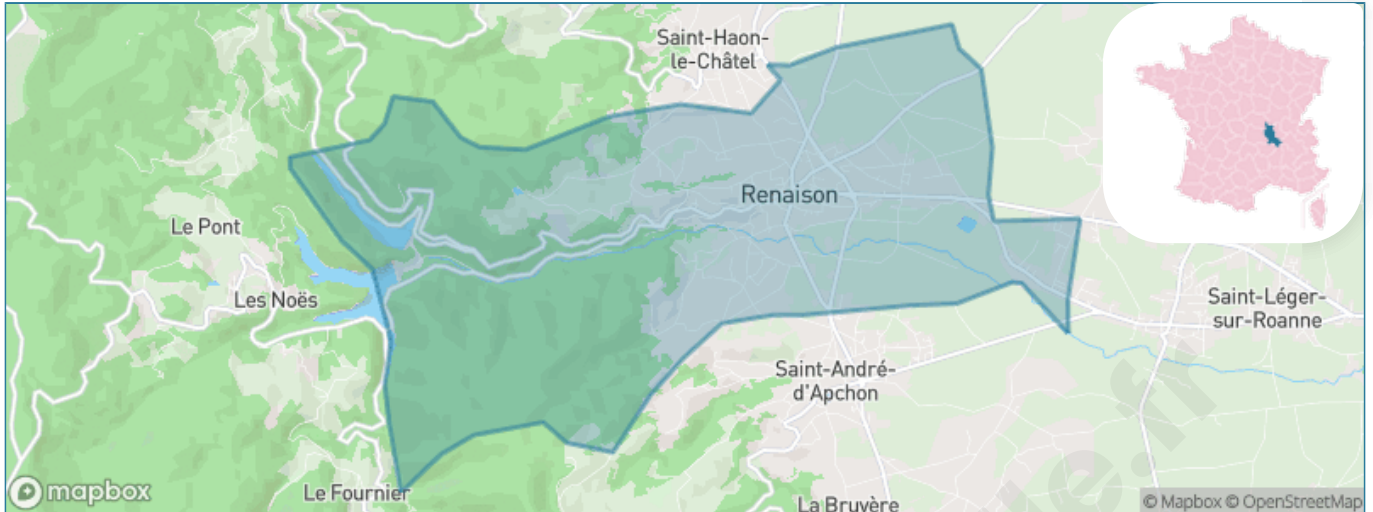 Saint-Haon-
le-Châtel
Renaison
Le Pont
Les Noës
Saint-Léger-
sur-Roanne
Saint-André-
d'Apchon
Le Fournier
La Bruyère
mapbox
© Mapbox © OpenStreetMap